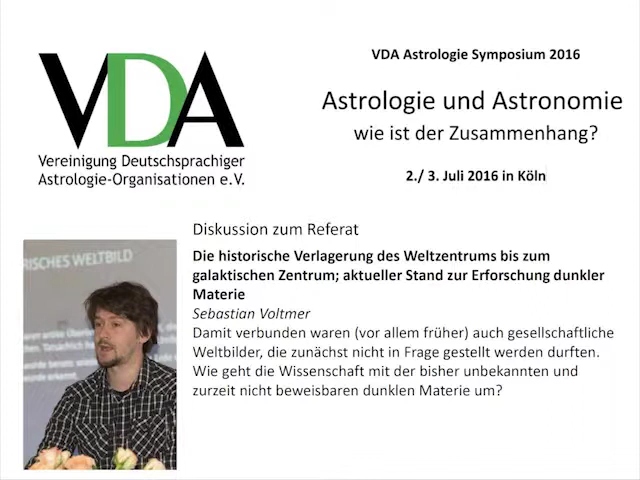 VDA
Vereinigung Deutschsprachiger
Astrologie-Organisationen e.V.
VDA Astrologie Symposium 2016
Astrologie und Astronomie
wie ist der Zusammenhang?
2./ 3. Juli 2016 in Köln
Diskussion zum Referat
Die historische Verlagerung des Weltzentrums bis zum
galaktischen Zentrum; aktueller Stand zur Erforschung dunkler
Materie
Sebastian Voltmer
Damit verbunden waren (vor allem früher) auch gesellschaftliche
Weltbilder, die zunächst nicht in Frage gestellt werden durften.
Wie geht die Wissenschaft mit der bisher unbekannten und
zurzeit nicht beweisbaren dunklen Materie um?
RISCHES WELTBILD